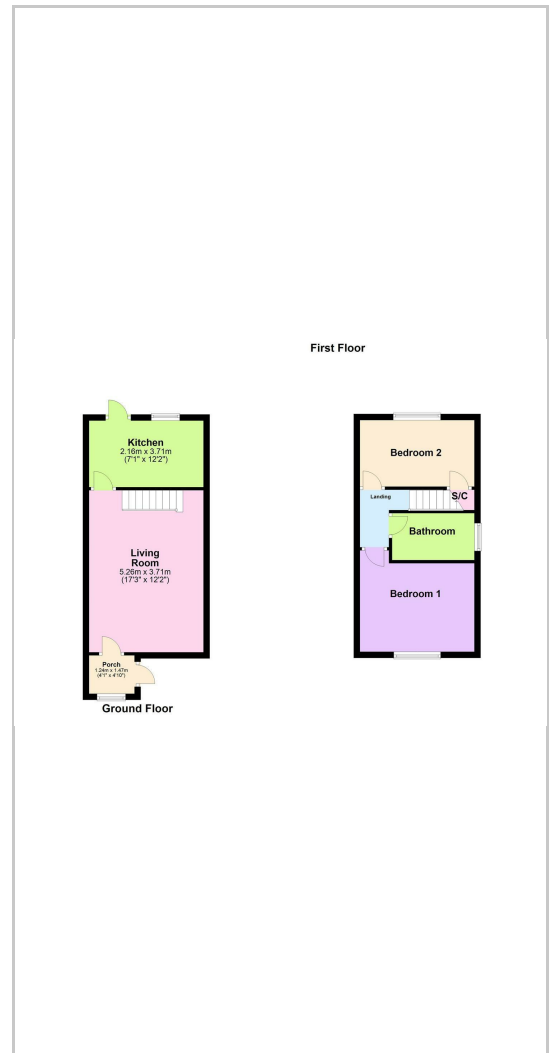 First Floor
Kitchen
2.16m x 3.71m
(7'1" x 12'2")
Living
Room
5.26m x 3.71m
(17'3" x 12'2")
Porch
1.24m x 1.47m
(4'1" x 4'10")
Ground Floor
Bedroom 2
Landing
S/C
Bathroom
Bedroom 1